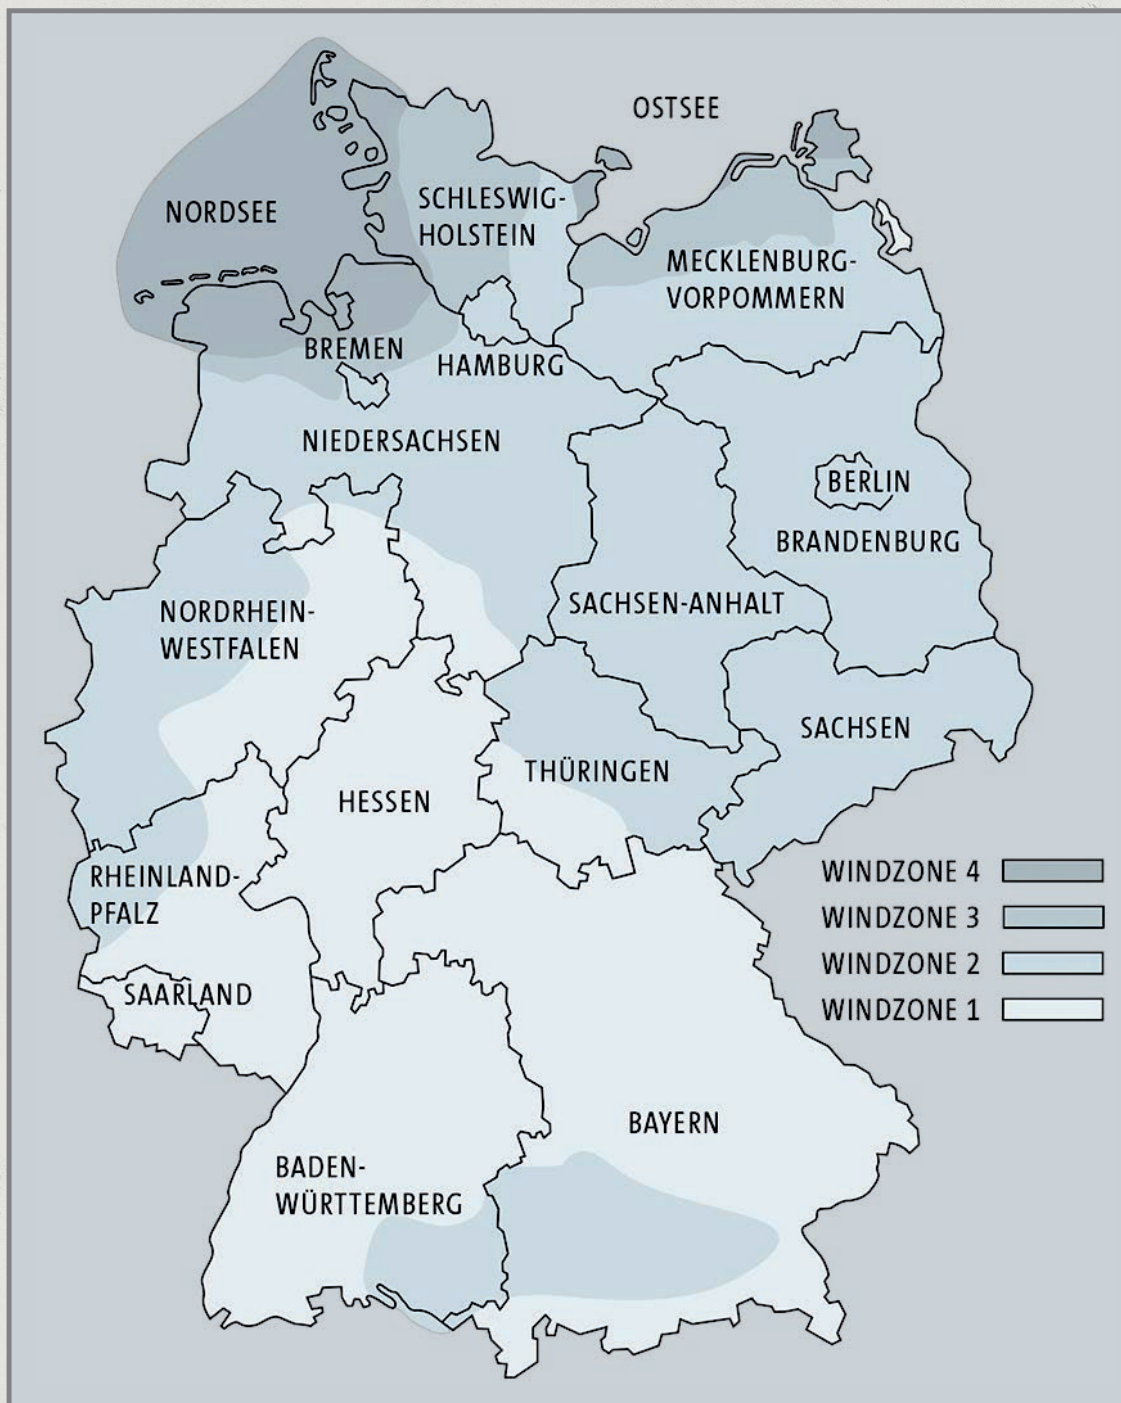 OSTSEE
NORDSEE
SCHLESWIG-
HOLSTEIN
MECKLENBURG-
VORPOMMERN
BREMEN
HAMBURG
NIEDERSACHSEN
BERLIN
BRANDENBURG
NORDRHEIN-
WESTFALEN
SACHSEN-ANHALT
SACHSEN
THÜRINGEN
HESSEN
RHEINLAND-
PFALZ
SAARLAND
WINDZONE 4
WINDZONE 3
WINDZONE 2
WINDZONE 1
BAYERN
BADEN-
WÜRTTEMBERG